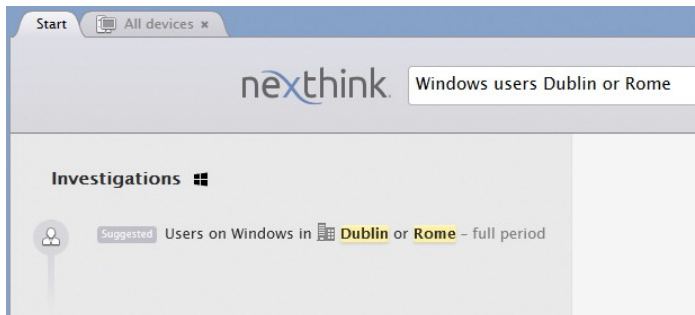 Start
All devices ×
nexthink.
Windows users Dublin or Rome
Investigations
Suggested Users on Windows in Dublin or Rome – full period